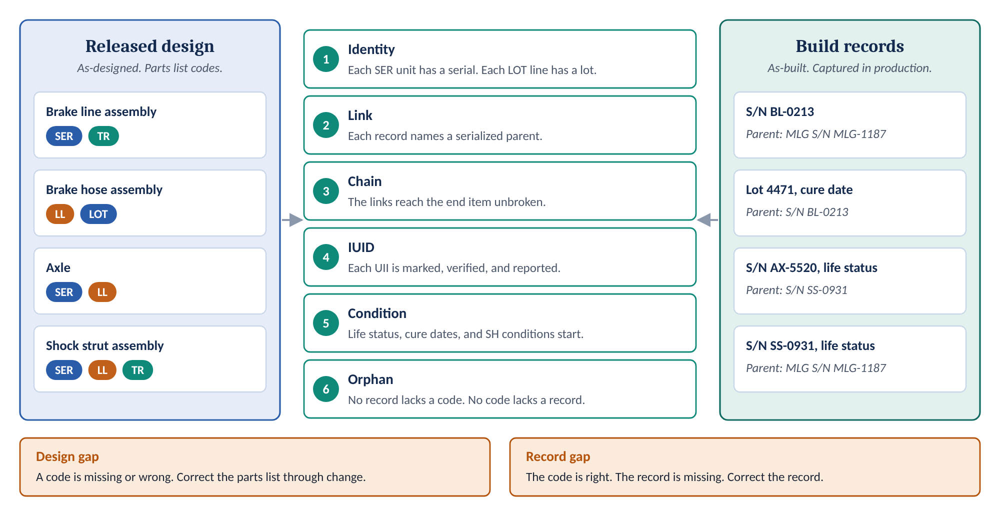 Released design
As-designed. Parts list codes.
Brake line assembly
SER TR
Brake hose assembly
LL LOT
Axle
SER LL
Shock strut assembly
SER LL TR
1
Identity
Each SER unit has a serial. Each LOT line has a lot.
2
Link
Each record names a serialized parent.
3
Chain
The links reach the end item unbroken.
4
IUID
Each UII is marked, verified, and reported.
5
Condition
Life status, cure dates, and SH conditions start.
6
Orphan
No record lacks a code. No code lacks a record.
Build records
As-built. Captured in production.
S/N BL-0213
Parent: MLG S/N MLG-1187
Lot 4471, cure date
Parent: S/N BL-0213
S/N AX-5520, life status
Parent: S/N SS-0931
S/N SS-0931, life status
Parent: MLG S/N MLG-1187
Design gap
A code is missing or wrong. Correct the parts list through change.
Record gap
The code is right. The record is missing. Correct the record.